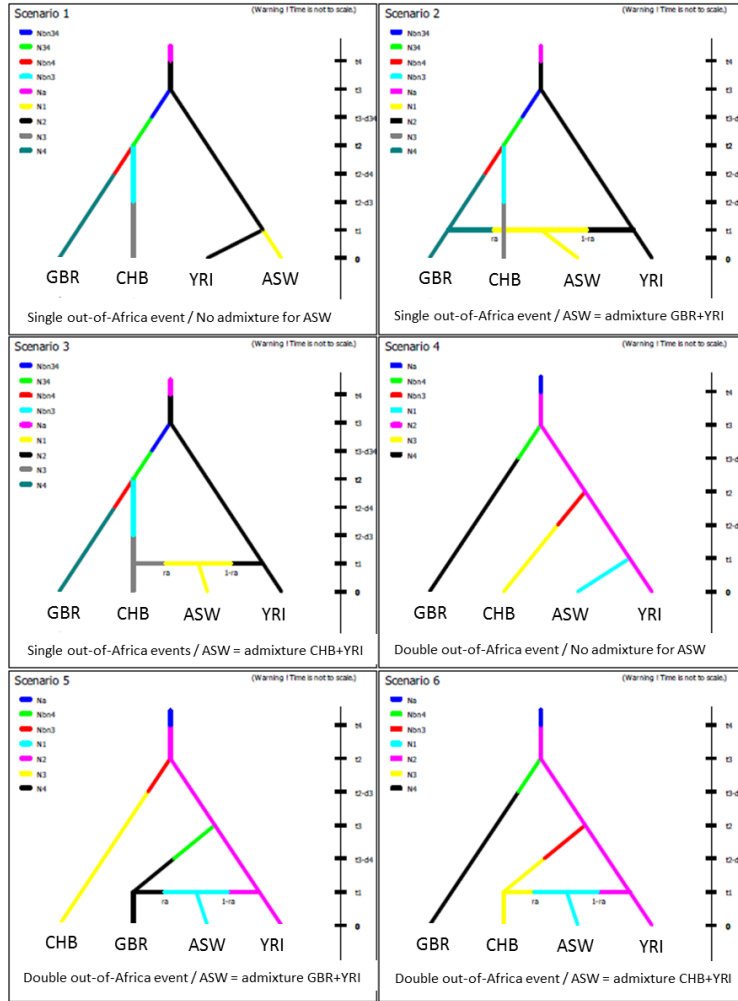 Scenario 1 (Warning ! Time is not to scale.)
Nbn34
N34
Nbn4
Nbn3
Na
N1
N2
N3
N4
t4
t3
t3-d34
t2
t2-d4
t2-d3
t1
0
GBR CHB YRI ASW
Single out-of-Africa event / No admixture for ASW
Scenario 2 (Warning ! Time is not to scale.)
Nbn34
N34
Nbn4
Nbn3
Na
N1
N2
N3
N4
t4
t3
t3-d34
t2
t2-d4
t2-d3
t1
0
ra 1-ra
GBR CHB ASW YRI
Single out-of-Africa event / ASW = admixture GBR+YRI
Scenario 3 (Warning ! Time is not to scale.)
Nbn34
N34
Nbn4
Nbn3
Na
N1
N2
N3
N4
t4
t3
t3-d34
t2
t2-d4
t2-d3
t1
0
ra 1-ra
GBR CHB ASW YRI
Single out-of-Africa events / ASW = admixture CHB+YRI
Scenario 4 (Warning ! Time is not to scale.)
Na
Nbn4
Nbn3
N1
N2
N3
N4
t4
t3
t2
t1
0
GBR CHB ASW YRI
Double out-of-Africa event / No admixture for ASW
Scenario 5 (Warning ! Time is not to scale.)
Na
Nbn4
Nbn3
N1
N2
N3
N4
t4
t2
t2-d3
t3
t3-d4
t1
0
ra 1-ra
CHB GBR ASW YRI
Double out-of-Africa event / ASW = admixture GBR+YRI
Scenario 6 (Warning ! Time is not to scale.)
Na
Nbn4
Nbn3
N1
N2
N3
N4
t4
t3
t2
t1
0
ra 1-ra
GBR CHB ASW YRI
Double out-of-Africa event / ASW = admixture CHB+YRI